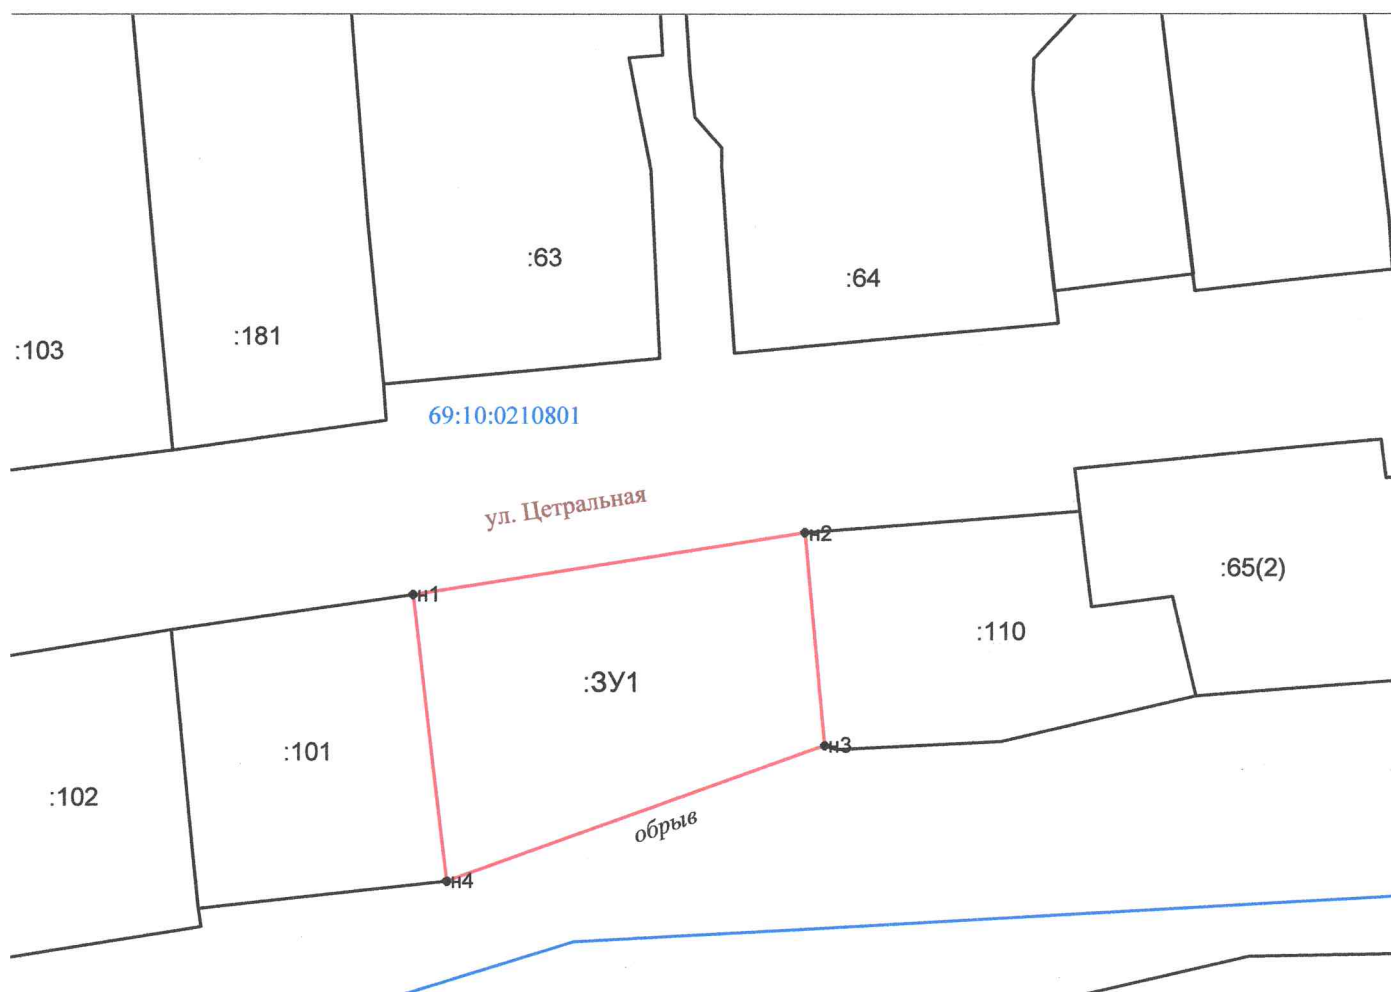 :63
:64
:181
:103
69:10:0210801
ул. Цетральная
н2
:65(2)
н1
:110
:ЗУ1
н3
:101
:102
обрыв
н4